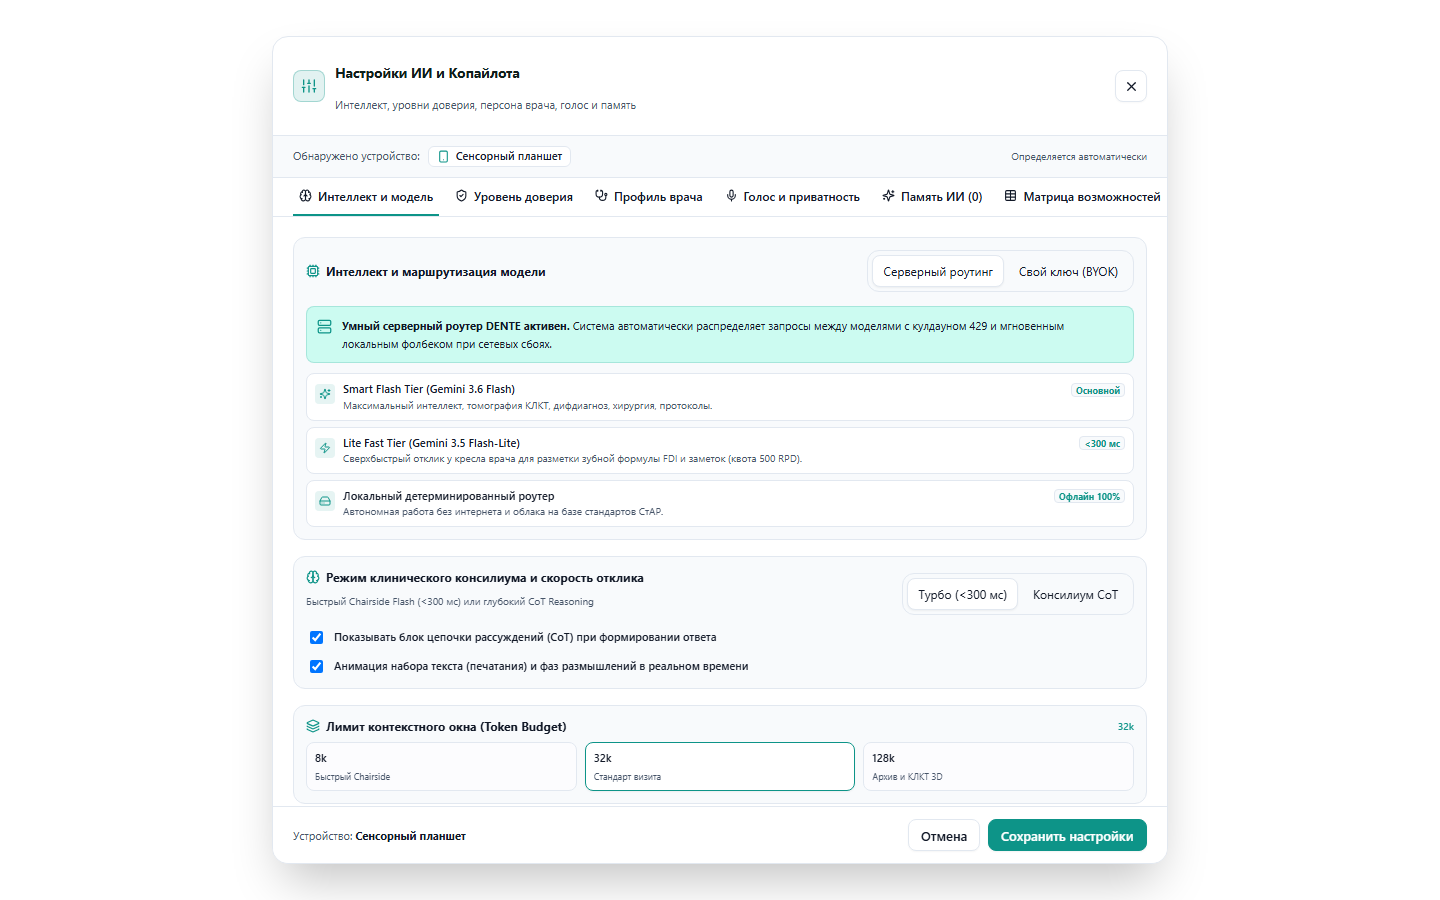 Настройки ИИ и Копайлота
Интеллект, уровни доверия, персона врача, голос и память
Обнаружено устройство:
Сенсорный планшет
Определяется автоматически
Интеллект и модель
Уровень доверия
Профиль врача
Голос и приватность
Память ИИ (0)
Матрица возможностей
Интеллект и маршрутизация модели
Серверный роутинг
Свой ключ (BYOK)
Умный серверный роутер DENTE активен. Система автоматически распределяет запросы между моделями с кулдауном 429 и мгновенным
локальным фолбеком при сетевых сбоях.
Smart Flash Tier (Gemini 3.6 Flash)
Основной
Максимальный интеллект, томография КЛКТ, дифдиагноз, хирургия, протоколы.
Lite Fast Tier (Gemini 3.5 Flash-Lite)
<300 мс
Сверхбыстрый отклик у кресла врача для разметки зубной формулы FDI и заметок (квота 500 RPD).
Локальный детерминированный роутер
Офлайн 100%
Автономная работа без интернета и облака на базе стандартов СтАР.
Режим клинического консилиума и скорость отклика
Быстрый Chairside Flash (<300 мс) или глубокий CoT Reasoning
Турбо (<300 мс)
Консилиум CoT
Показывать блок цепочки рассуждений (CoT) при формировании ответа
Анимация набора текста (печатания) и фаз размышлений в реальном времени
Лимит контекстного окна (Token Budget)
32k
8k
Быстрый Chairside
32k
Стандарт визита
128k
Архив и КЛКТ 3D
Устройство: Сенсорный планшет
Отмена
Сохранить настройки